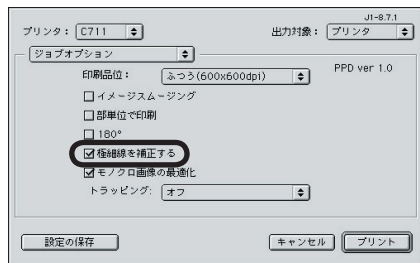 J1-8.7.1
プリンタ： C711 出力対象： プリンタ
ジョブオプション
印刷品位： ふつう(600x600dpi) PPD ver 1.0
イメージスムージング
部単位で印刷
180°
極細線を補正する
モノクロ画像の最適化
トラッピング: オフ
設定の保存 キャンセル プリント